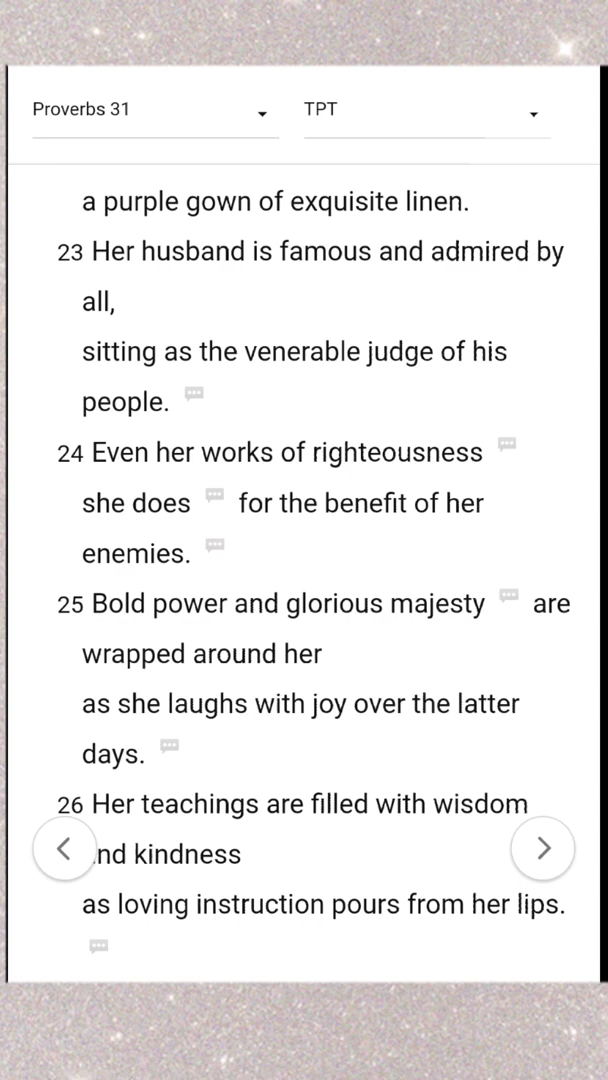 Proverbs 31 TPT
a purple gown of exquisite linen.
23 Her husband is famous and admired by
all,
sitting as the venerable judge of his
people.
24 Even her works of righteousness
she does for the benefit of her
enemies.
25 Bold power and glorious majesty are
wrapped around her
as she laughs with joy over the latter
days.
26 Her teachings are filled with wisdom
and kindness
as loving instruction pours from her lips.